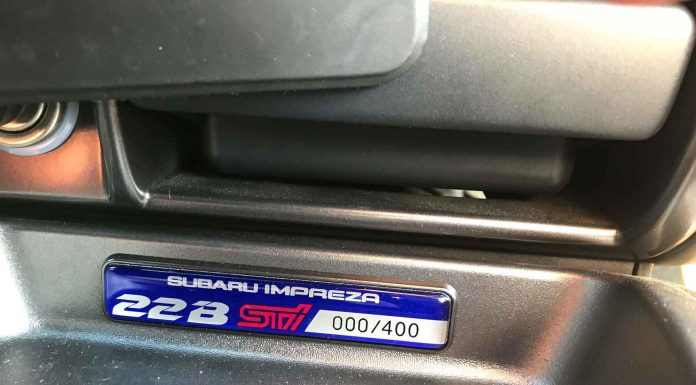 SUBARU IMPREZA
22B STi 000/400